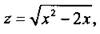 z = √(x² − 2x),